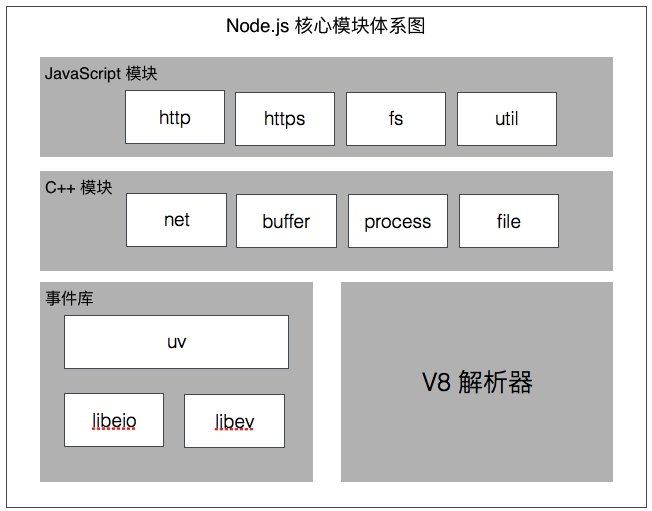 Node.js 核心模块体系图
JavaScript 模块
http
https
fs
util
C++ 模块
net
buffer
process
file
事件库
uv
libeio
libev
V8 解析器